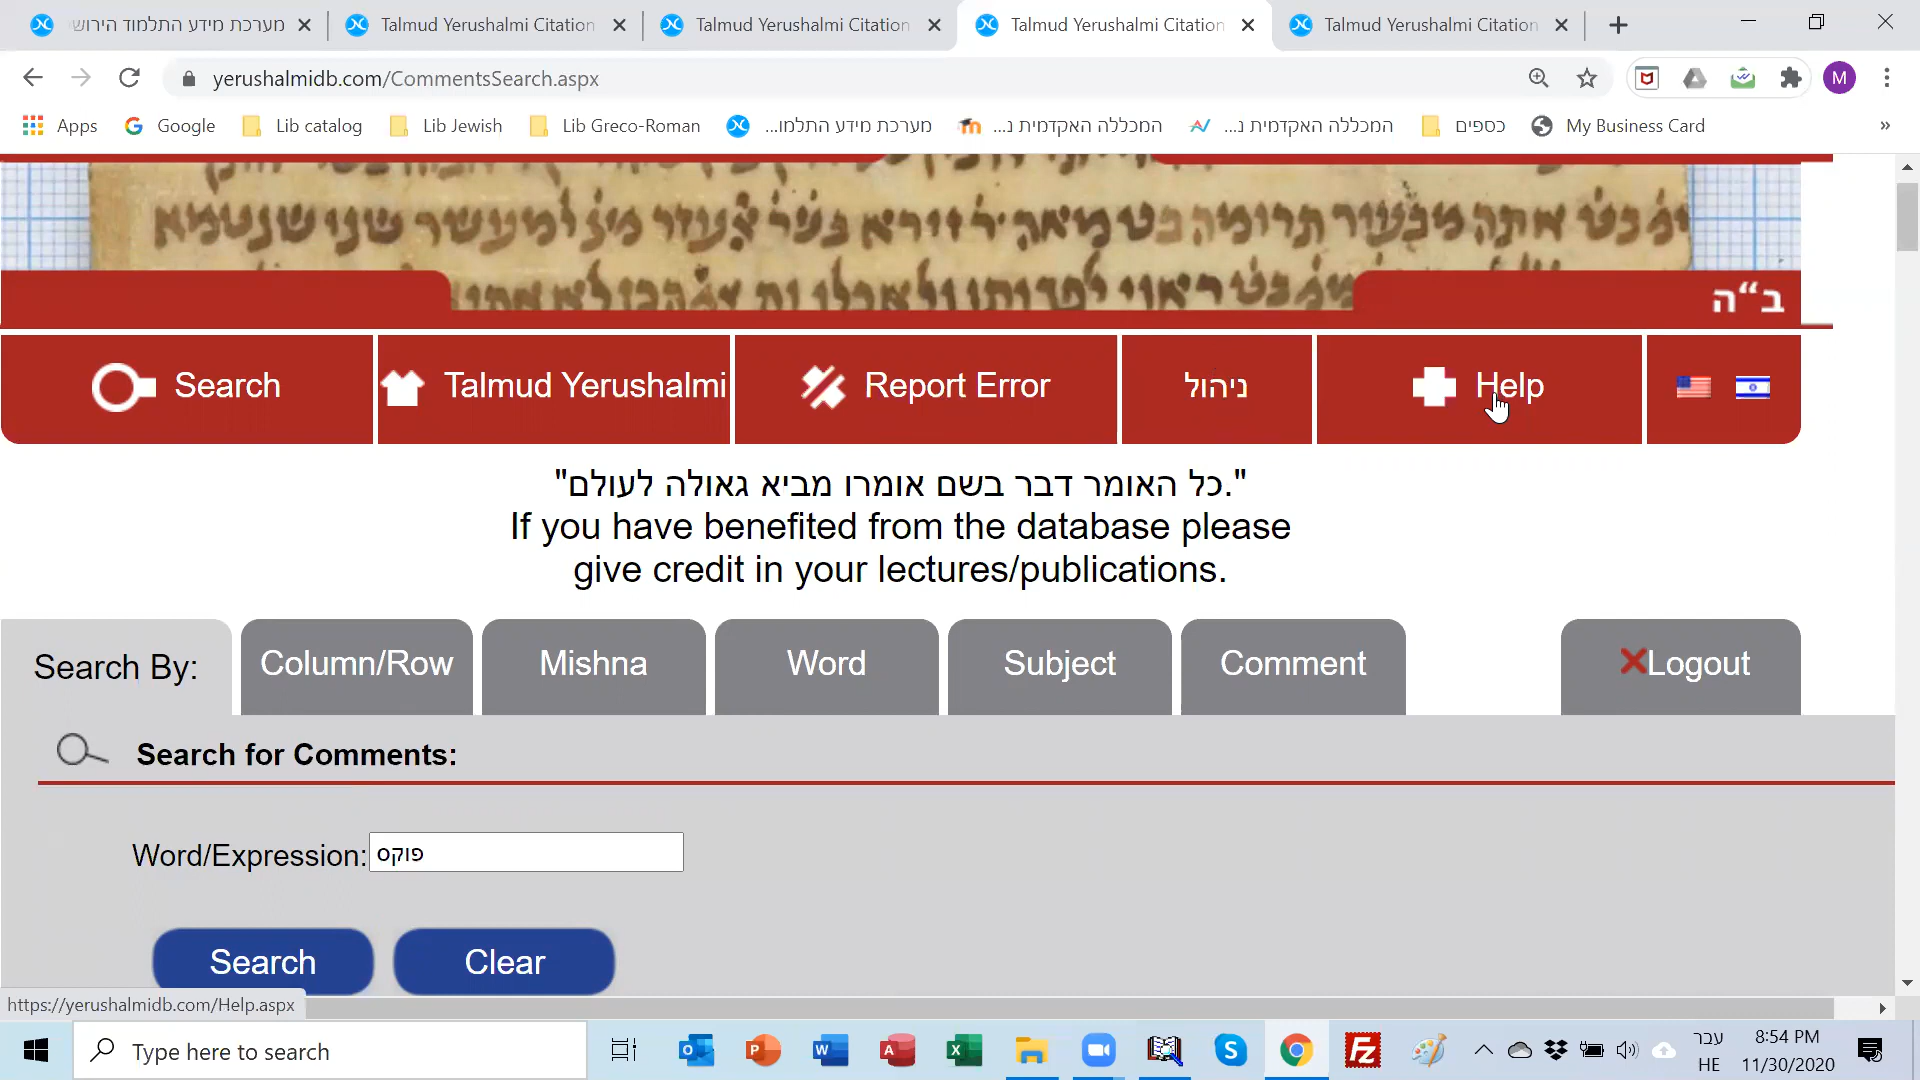 מערכת מידע התלמוד הירוש
Talmud Yerushalmi Citation
Talmud Yerushalmi Citation
Talmud Yerushalmi Citation
Talmud Yerushalmi Citation
yerushalmidb.com/CommentsSearch.aspx
M
Apps
Google
Lib catalog
Lib Jewish
Lib Greco-Roman
מערכת מידע התלמו...
המכללה האקדמית נ...
המכללה האקדמית נ...
כספים
My Business Card
»
ב"ה
Search
Talmud Yerushalmi
Report Error
ניהול
Help
"כל האומר דבר בשם אומרו מביא גאולה לעולם."
If you have benefited from the database please
give credit in your lectures/publications.
Search By:
Column/Row
Mishna
Word
Subject
Comment
Logout
Search for Comments:
Word/Expression:
פוקס
Search
Clear
https://yerushalmidb.com/Help.aspx
Type here to search
עבר
HE
8:54 PM
11/30/2020